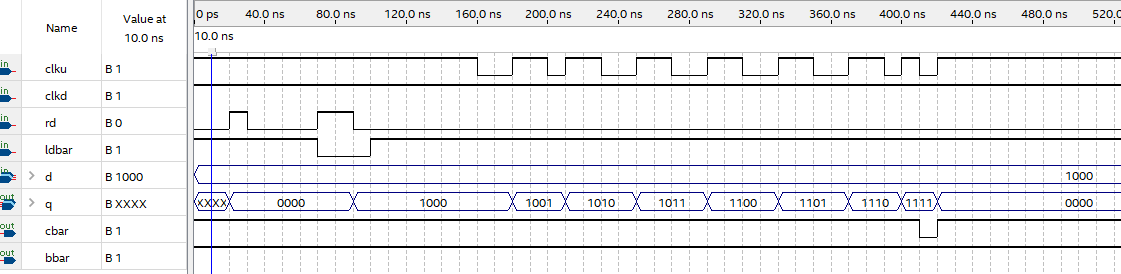 Name Value at 10.0 ns
0 ps 40.0 ns 80.0 ns 120.0 ns 160.0 ns 200.0 ns 240.0 ns 280.0 ns 320.0 ns 360.0 ns 400.0 ns 440.0 ns 480.0 ns 520.0
10.0 ns
in clku B 1
in clkd B 1
in rd B 0
in ldbar B 1
in > d B 1000 1000
out > q B XXXX XXXX 0000 1000 1001 1010 1011 1100 1101 1110 1111 0000
out cbar B 1
out bbar B 1